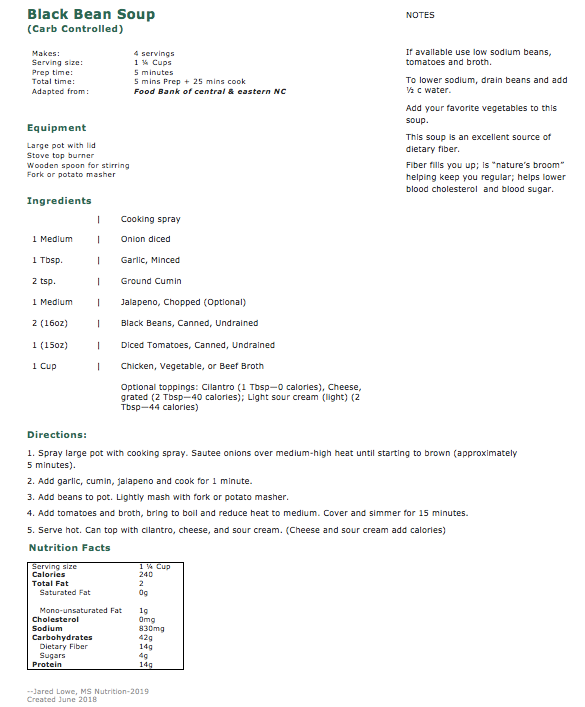 Black Bean Soup
(Carb Controlled)
Makes: 4 servings
Serving size: 1 ¼ Cups
Prep time: 5 minutes
Total time: 5 mins Prep + 25 mins cook
Adapted from: Food Bank of central & eastern NC
Equipment
Large pot with lid
Stove top burner
Wooden spoon for stirring
Fork or potato masher
Ingredients
| Cooking spray
1 Medium | Onion diced
1 Tbsp. | Garlic, Minced
2 tsp. | Ground Cumin
1 Medium | Jalapeno, Chopped (Optional)
2 (16oz) | Black Beans, Canned, Undrained
1 (15oz) | Diced Tomatoes, Canned, Undrained
1 Cup | Chicken, Vegetable, or Beef Broth
Optional toppings: Cilantro (1 Tbsp—0 calories), Cheese,
grated (2 Tbsp—40 calories); Light sour cream (light) (2
Tbsp—44 calories)
NOTES
If available use low sodium beans,
tomatoes and broth.
To lower sodium, drain beans and add
½ c water.
Add your favorite vegetables to this
soup.
This soup is an excellent source of
dietary fiber.
Fiber fills you up; is “nature’s broom”
helping keep you regular; helps lower
blood cholesterol and blood sugar.
Directions:
1. Spray large pot with cooking spray. Sautee onions over medium-high heat until starting to brown (approximately
5 minutes).
2. Add garlic, cumin, jalapeno and cook for 1 minute.
3. Add beans to pot. Lightly mash with fork or potato masher.
4. Add tomatoes and broth, bring to boil and reduce heat to medium. Cover and simmer for 15 minutes.
5. Serve hot. Can top with cilantro, cheese, and sour cream. (Cheese and sour cream add calories)
Nutrition Facts
Serving size 1 ¼ Cup
Calories 240
Total Fat 2
Saturated Fat 0g
Mono-unsaturated Fat 1g
Cholesterol 0mg
Sodium 830mg
Carbohydrates 42g
Dietary Fiber 14g
Sugars 4g
Protein 14g
--Jared Lowe, MS Nutrition-2019
Created June 2018